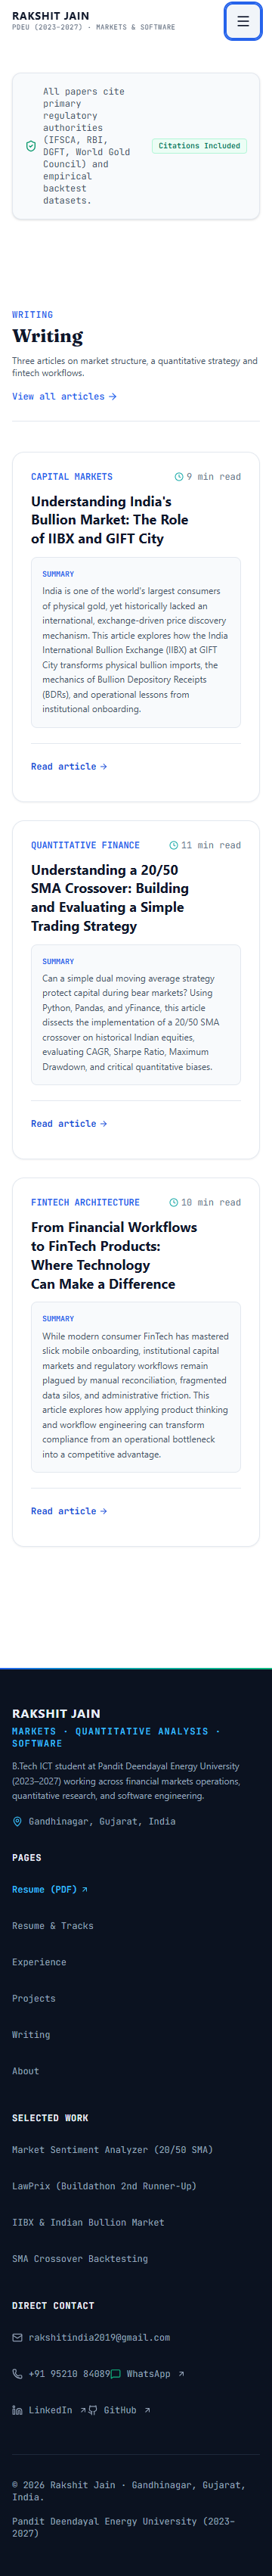 RAKSHIT JAIN
PDEU (2023–2027) · MARKETS & SOFTWARE
All papers cite
primary
regulatory
authorities
(IFSCA, RBI,
DGFT, World Gold
Council) and
empirical
backtest
datasets.
Citations Included
WRITING
Writing
Three articles on market structure, a quantitative strategy and
fintech workflows.
View all articles →
CAPITAL MARKETS
9 min read
Understanding India's
Bullion Market: The Role
of IIBX and GIFT City
SUMMARY
India is one of the world's largest consumers
of physical gold, yet historically lacked an
international, exchange-driven price discovery
mechanism. This article explores how the India
International Bullion Exchange (IIBX) at GIFT
City transforms physical bullion imports, the
mechanics of Bullion Depository Receipts
(BDRs), and operational lessons from
institutional onboarding.
Read article →
QUANTITATIVE FINANCE
11 min read
Understanding a 20/50
SMA Crossover: Building
and Evaluating a Simple
Trading Strategy
SUMMARY
Can a simple dual moving average strategy
protect capital during bear markets? Using
Python, Pandas, and yFinance, this article
dissects the implementation of a 20/50 SMA
crossover on historical Indian equities,
evaluating CAGR, Sharpe Ratio, Maximum
Drawdown, and critical quantitative biases.
Read article →
FINTECH ARCHITECTURE
10 min read
From Financial Workflows
to FinTech Products:
Where Technology
Can Make a Difference
SUMMARY
While modern consumer FinTech has mastered
slick mobile onboarding, institutional capital
markets and regulatory workflows remain
plagued by manual reconciliation, fragmented
data silos, and administrative friction. This
article explores how applying product thinking
and workflow engineering can transform
compliance from an operational bottleneck
into a competitive advantage.
Read article →
RAKSHIT JAIN
MARKETS · QUANTITATIVE ANALYSIS ·
SOFTWARE
B.Tech ICT student at Pandit Deendayal Energy University
(2023–2027) working across financial markets operations,
quantitative research, and software engineering.
Gandhinagar, Gujarat, India
PAGES
Resume (PDF) ↗
Resume & Tracks
Experience
Projects
Writing
About
SELECTED WORK
Market Sentiment Analyzer (20/50 SMA)
LawPrix (Buildathon 2nd Runner-Up)
IIBX & Indian Bullion Market
SMA Crossover Backtesting
DIRECT CONTACT
rakshitindia2019@gmail.com
+91 95210 84089 WhatsApp ↗
LinkedIn ↗ GitHub ↗
© 2026 Rakshit Jain · Gandhinagar, Gujarat,
India.
Pandit Deendayal Energy University (2023–
2027)